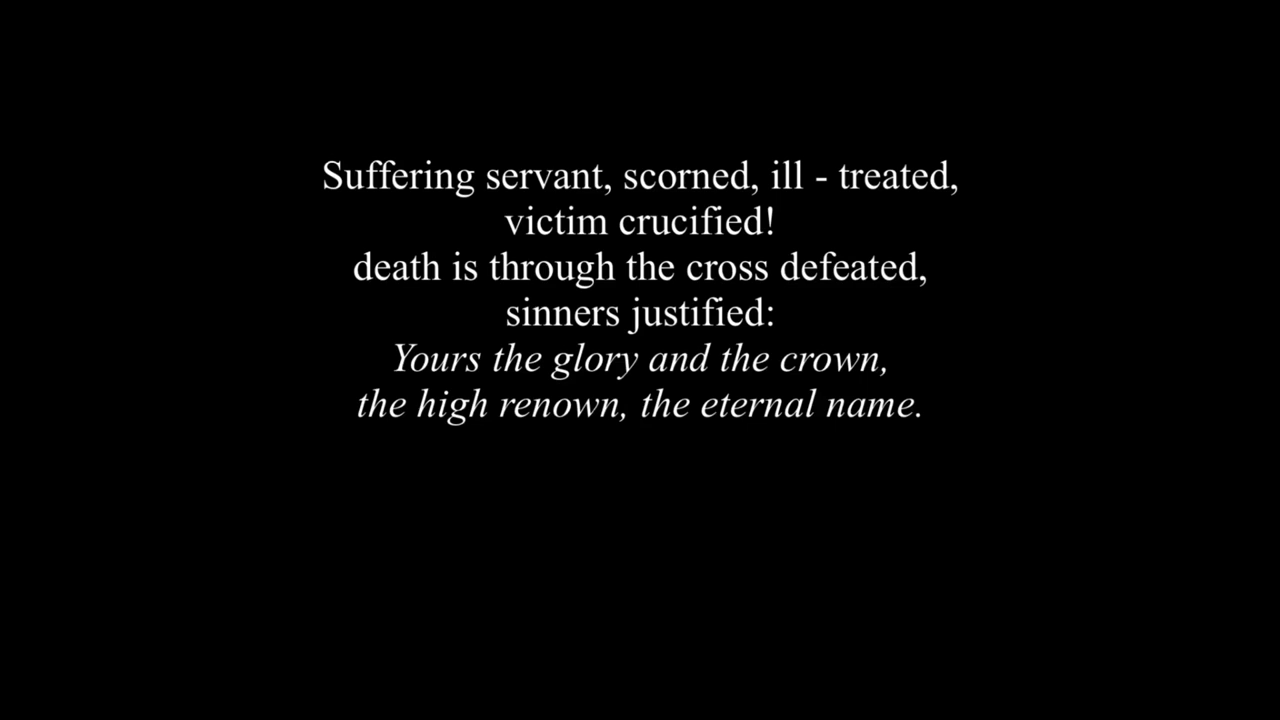 Suffering servant, scorned, ill - treated,
victim crucified!
death is through the cross defeated,
sinners justified:
Yours the glory and the crown,
the high renown, the eternal name.